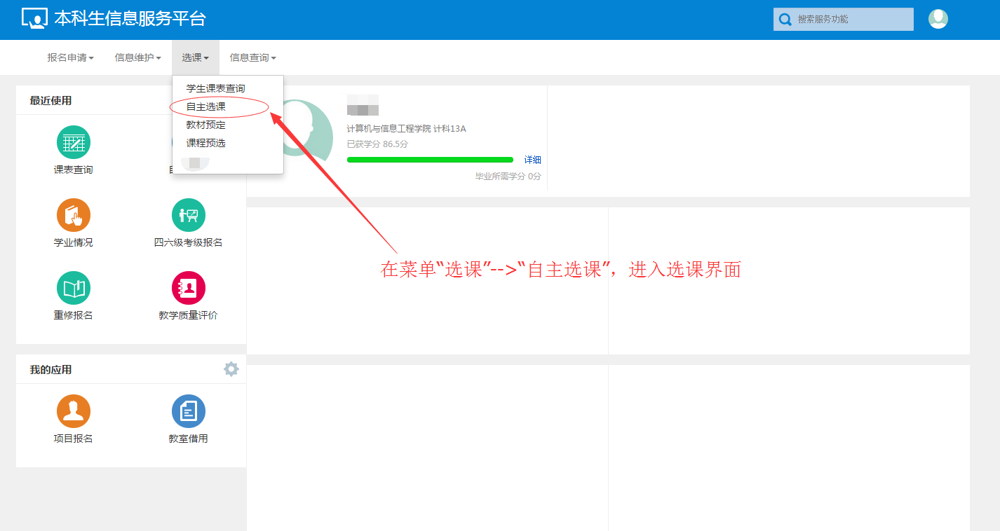 本科生信息服务平台
搜索服务功能
报名申请
信息维护
选课
信息查询
学生课表查询
自主选课
教材预定
课程预选
最近使用
课表查询
学业情况
四六级考级报名
重修报名
教学质量评价
计算机与信息工程学院 计科13A
已获学分 86.5分
详细
毕业所需学分 0分
在菜单“选课”-->“自主选课”，进入选课界面
我的应用
项目报名
教室借用